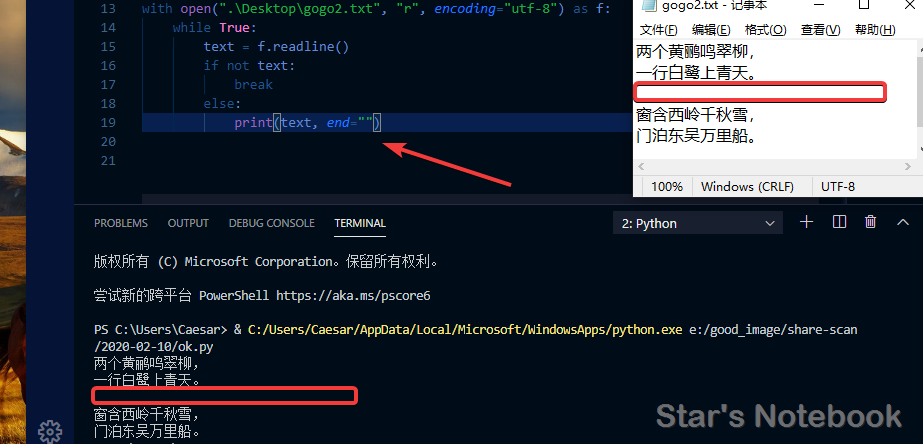 13 with open(".\Desktop\gogo2.txt", "r", encoding="utf-8") as f:
14 while True:
15 text = f.readline()
16 if not text:
17 break
18 else:
19 print(text, end="")
20
21
gogo2.txt - 记事本
文件(F) 编辑(E) 格式(O) 查看(V) 帮助(H)
两个黄鹂鸣翠柳，
一行白鹭上青天。
窗含西岭千秋雪，
门泊东吴万里船。
100% Windows (CRLF) UTF-8
PROBLEMS OUTPUT DEBUG CONSOLE TERMINAL 2: Python
版权所有 (C) Microsoft Corporation。保留所有权利。
尝试新的跨平台 PowerShell https://aka.ms/pscore6
PS C:\Users\Caesar> & C:/Users/Caesar/AppData/Local/Microsoft/WindowsApps/python.exe e:/good_image/share-scan
/2020-02-10/ok.py
两个黄鹂鸣翠柳，
一行白鹭上青天。
窗含西岭千秋雪，
门泊东吴万里船。
Star's Notebook